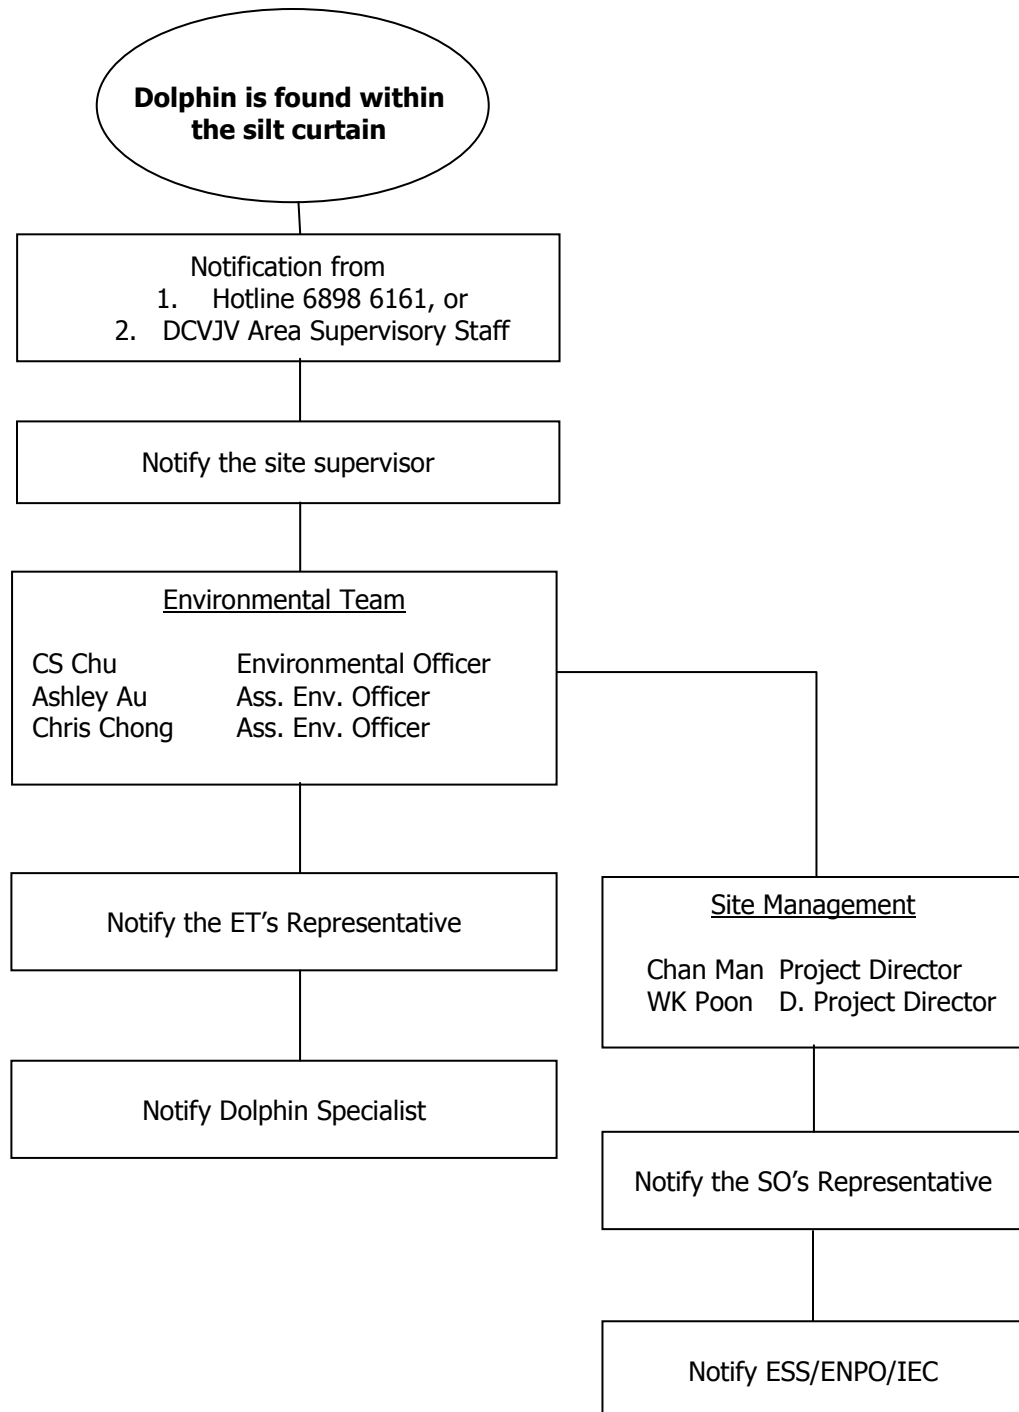 Dolphin is found within
the silt curtain
Notification from
1. Hotline 6898 6161, or
2. DCVJV Area Supervisory Staff
Notify the site supervisor
Environmental Team
CS Chu Environmental Officer
Ashley Au Ass. Env. Officer
Chris Chong Ass. Env. Officer
Notify the ET’s Representative
Notify Dolphin Specialist
Site Management
Chan Man Project Director
WK Poon D. Project Director
Notify the SO’s Representative
Notify ESS/ENPO/IEC